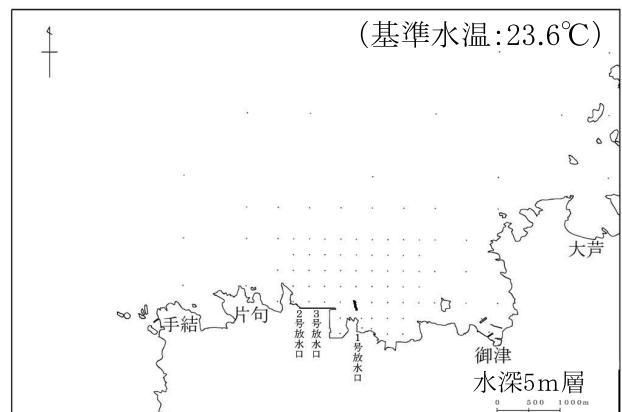 (基準水温:23.6℃)
大芦
手結
片句
2号放水口
3号放水口
1号放水口
御津
水深5m層
0 500 1000m